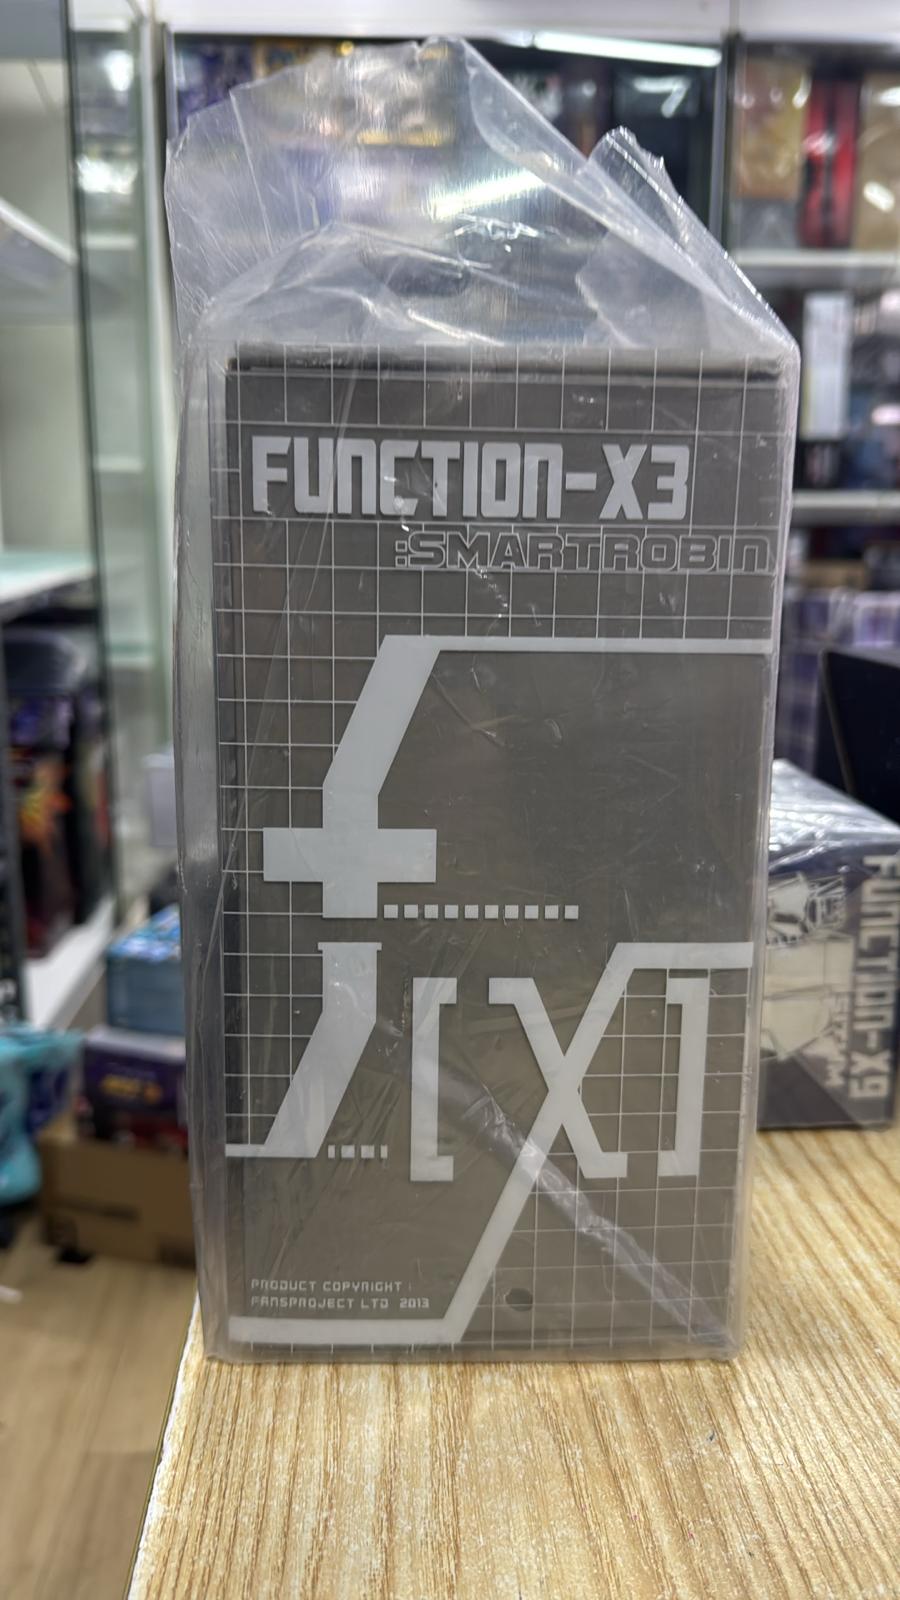 FUNCTION-X3
:SMARTROBIN
f
[X]
PRODUCT COPYRIGHT :
FANSPROJECT LTD 2013
FUNCTION-X9